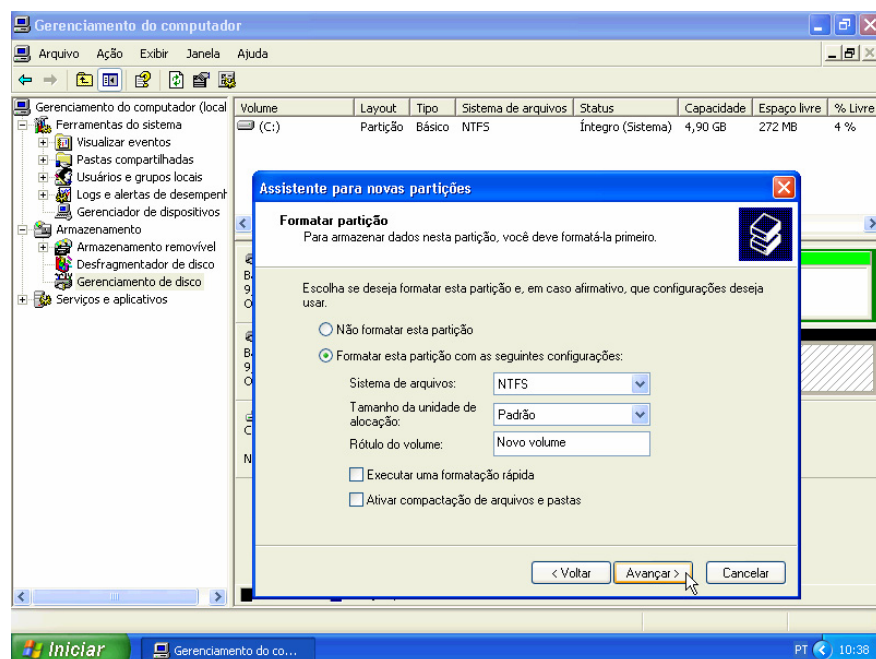 Gerenciamento do computador
Arquivo Ação Exibir Janela Ajuda
Gerenciamento do computador (local
Ferramentas do sistema
Visualizar eventos
Pastas compartilhadas
Usuários e grupos locais
Logs e alertas de desempenh
Gerenciador de dispositivos
Armazenamento
Armazenamento removível
Desfragmentador de disco
Gerenciamento de disco
Serviços e aplicativos
Volume Layout Tipo Sistema de arquivos Status Capacidade Espaço livre % Livre
(C:) Partição Básico NTFS Íntegro (Sistema) 4,90 GB 272 MB 4 %
Assistente para novas partições
Formatar partição
Para armazenar dados nesta partição, você deve formatá-la primeiro.
Escolha se deseja formatar esta partição e, em caso afirmativo, que configurações deseja
usar.
Não formatar esta partição
Formatar esta partição com as seguintes configurações:
Sistema de arquivos: NTFS
Tamanho da unidade de
alocação: Padrão
Rótulo do volume: Novo volume
Executar uma formatação rápida
Ativar compactação de arquivos e pastas
< Voltar Avançar > Cancelar
Iniciar Gerenciamento do co... PT 10:38